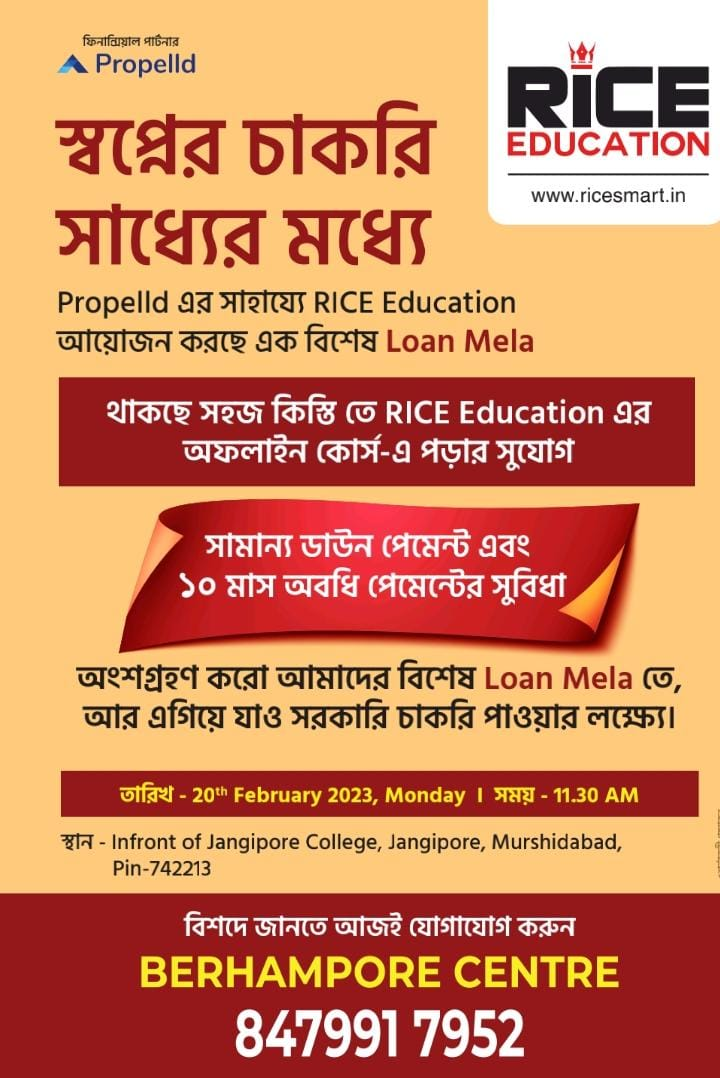 ফিনান্সিয়াল পার্টনার
Propelld
RICE
EDUCATION
www.ricesmart.in
স্বপ্নের চাকরি
সাধ্যের মধ্যে
Propelld এর সাহায্যে RICE Education
আয়োজন করছে এক বিশেষ Loan Mela
থাকছে সহজ কিস্তি তে RICE Education এর
অফলাইন কোর্স-এ পড়ার সুযোগ
সামান্য ডাউন পেমেন্ট এবং
১০ মাস অবধি পেমেন্টের সুবিধা
অংশগ্রহণ করো আমাদের বিশেষ Loan Mela তে,
আর এগিয়ে যাও সরকারি চাকরি পাওয়ার লক্ষ্যে।
তারিখ - 20th February 2023, Monday I সময় - 11.30 AM
স্থান - Infront of Jangipore College, Jangipore, Murshidabad,
Pin-742213
বিশদে জানতে আজই যোগাযোগ করুন
BERHAMPORE CENTRE
847991 7952